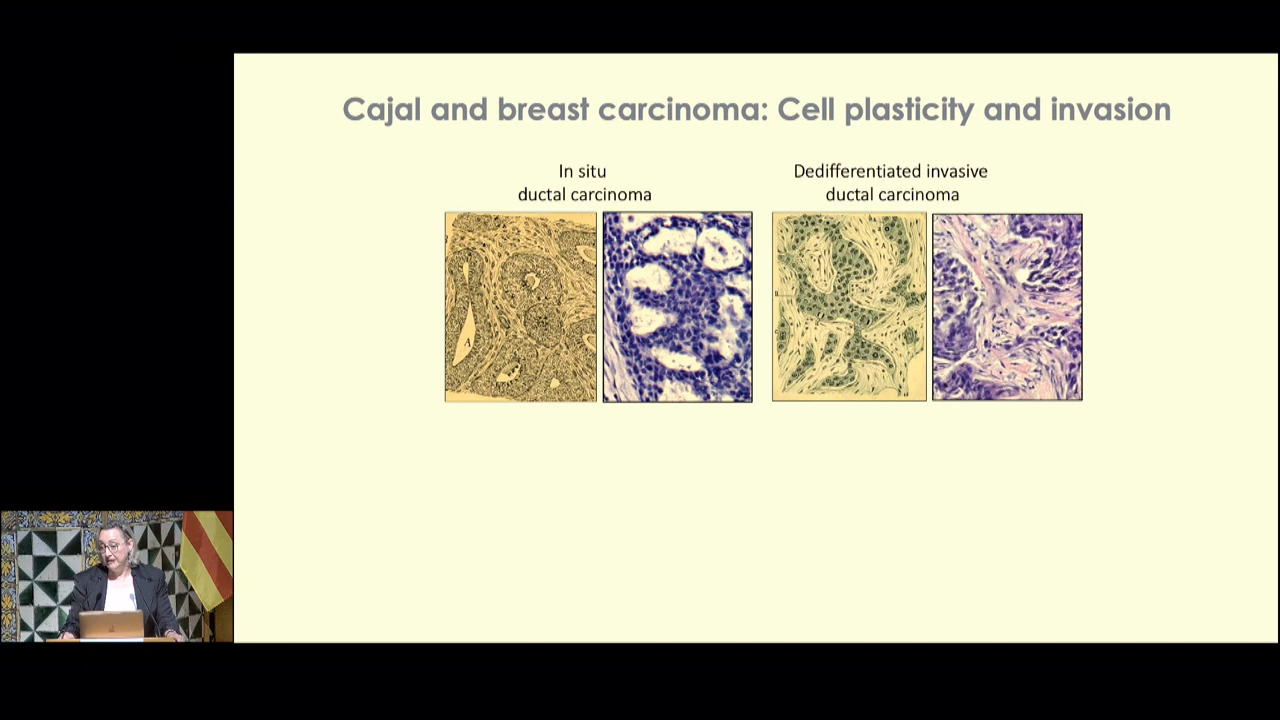 Cajal and breast carcinoma: Cell plasticity and invasion
In situ
ductal carcinoma
Dedifferentiated invasive
ductal carcinoma
A